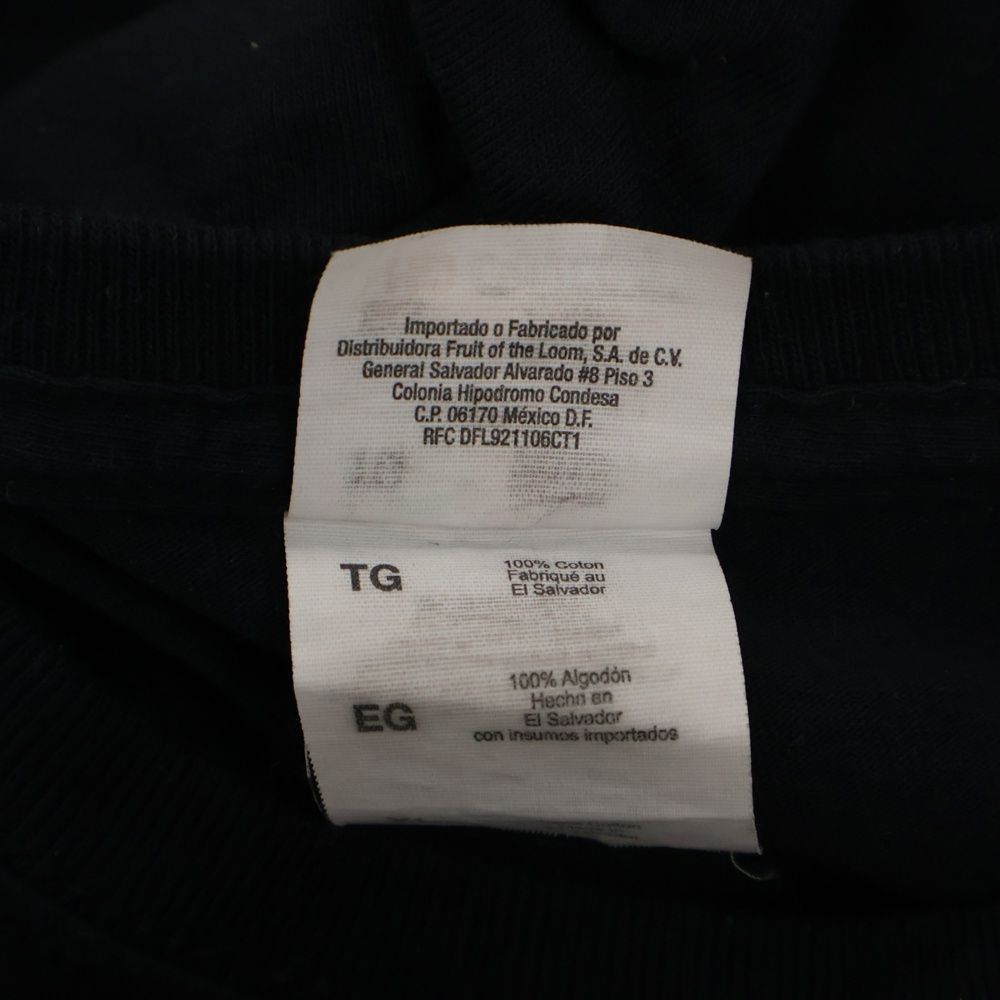 Importado o Fabricado por
Distribuidora Fruit of the Loom, S.A. de C.V.
General Salvador Alvarado #8 Piso 3
Colonia Hipodromo Condesa
C.P. 06170 México D.F.
RFC DFL921106CT1
TG
100% Coton
Fabriqué au
El Salvador
EG
100% Algodón
Hecho en
El Salvador
con insumos importados